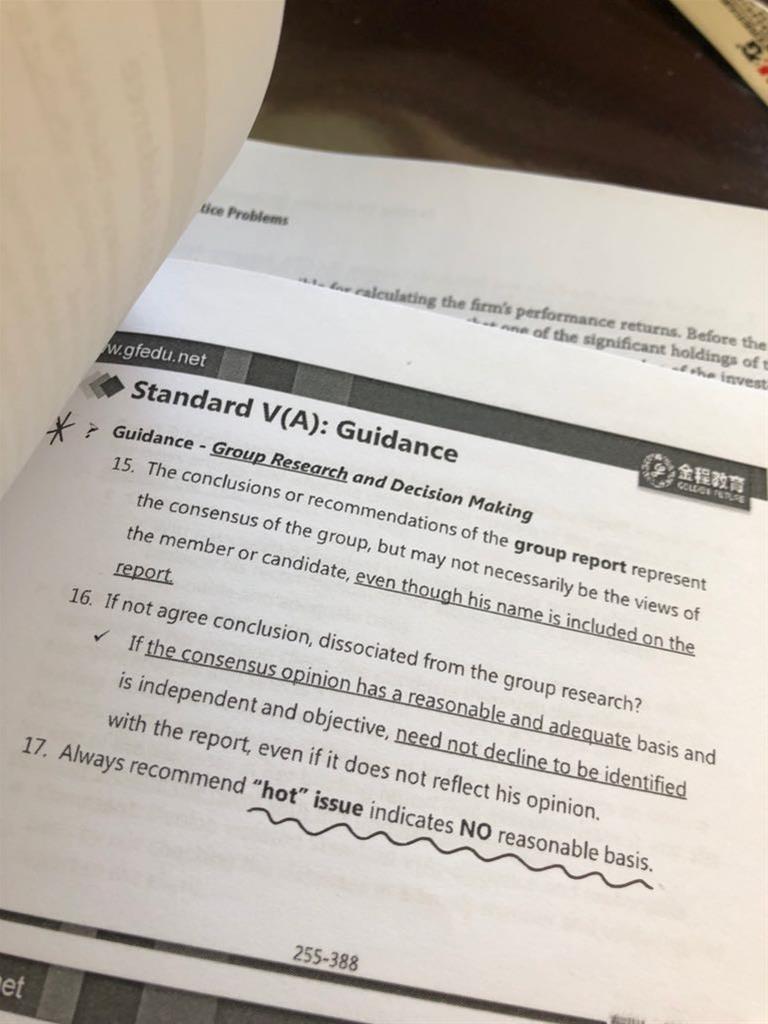 tice Problems
for calculating the firm's performance returns. Before the
one of the significant holdings of
of the invest
w.gfedu.net
Standard V(A): Guidance
金程教育
GOLDEN FUTURE
Guidance - Group Research and Decision Making
15. The conclusions or recommendations of the group report represent
the consensus of the group, but may not necessarily be the views of
the member or candidate, even though his name is included on the
report.
16. If not agree conclusion, dissociated from the group research?
✓ If the consensus opinion has a reasonable and adequate basis and
is independent and objective, need not decline to be identified
with the report, even if it does not reflect his opinion.
17. Always recommend “hot” issue indicates NO reasonable basis.
255-388
et